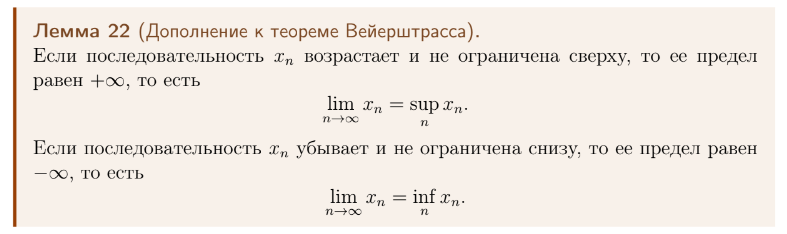 Лемма 22 (Дополнение к теореме Вейерштрасса).
Если последовательность xₙ возрастает и не ограничена сверху, то ее предел
равен +∞, то есть
lim xₙ = sup xₙ.
n→∞ n
Если последовательность xₙ убывает и не ограничена снизу, то ее предел равен
−∞, то есть
lim xₙ = inf xₙ.
n→∞ n